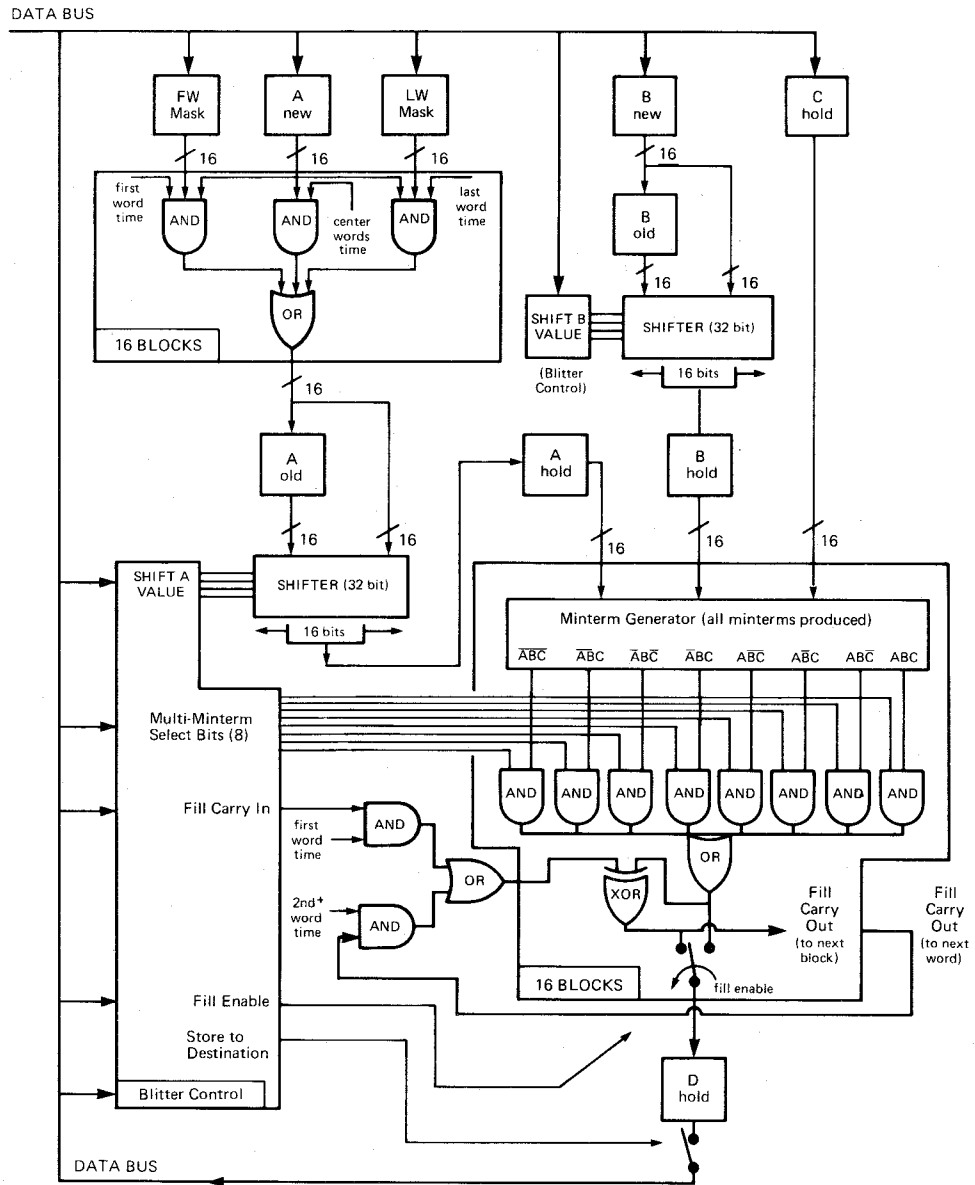 DATA BUS
FW
Mask
A
new
LW
Mask
B
new
C
hold
16
16
16
16
first
word
time
AND
AND
center
words
time
AND
last
word
time
B
old
16
16
16
OR
16 BLOCKS
SHIFT B
VALUE
SHIFTER (32 bit)
(Blitter
Control)
16 bits
16
A
old
A
hold
B
hold
16
16
16
16
16
SHIFT A
VALUE
SHIFTER (32 bit)
16 bits
Minterm Generator (all minterms produced)
A̅B̅C̅ A̅B̅C A̅BC̅ A̅BC AB̅C̅ AB̅C ABC̅ ABC
Multi-Minterm
Select Bits (8)
AND AND AND AND AND AND AND AND
Fill Carry In
first
word
time
AND
OR
2nd+
word
time
AND
XOR
OR
Fill
Carry
Out
(to next
block)
Fill
Carry
Out
(to next
word)
16 BLOCKS
fill enable
Fill Enable
Store to
Destination
Blitter Control
D
hold
DATA BUS